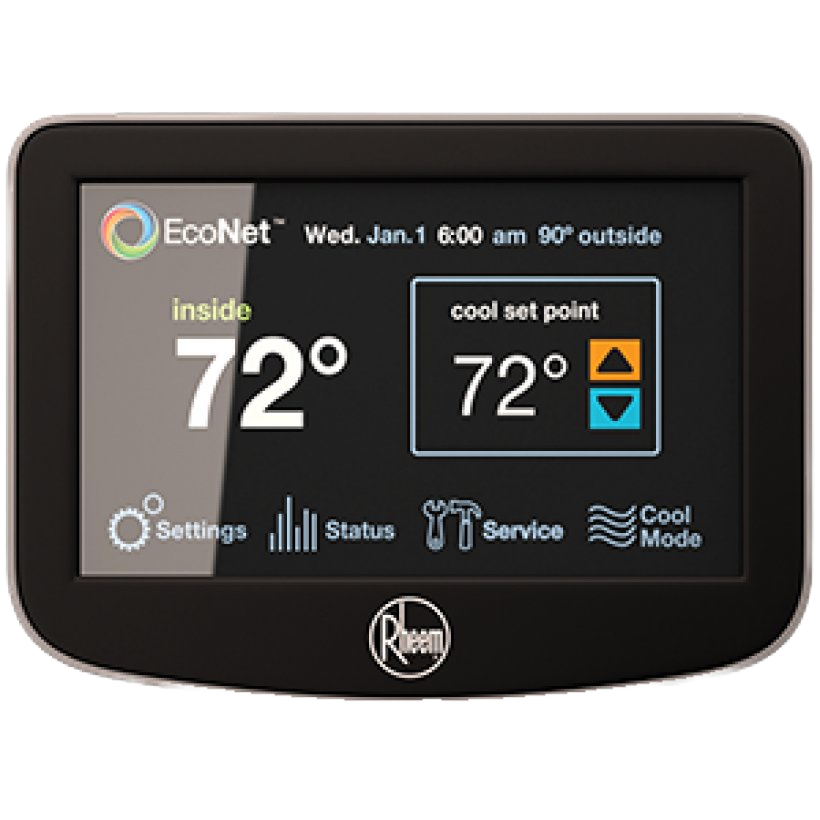 EcoNet™ Wed. Jan. 1 6:00 am 90° outside
inside
72°
cool set point
72°
Settings
Status
Service
Cool
Mode
Rheem